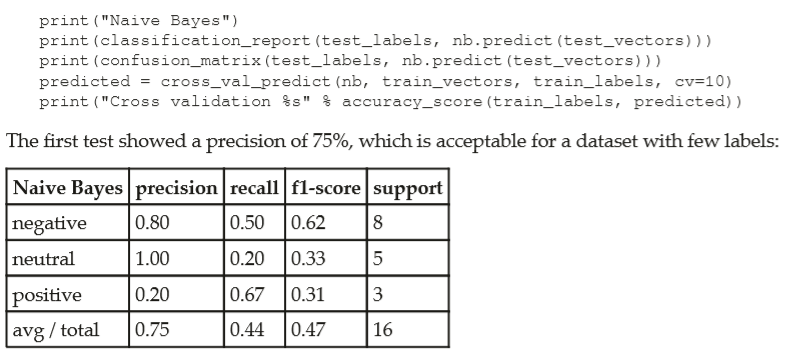 print("Naive Bayes")
print(classification_report(test_labels, nb.predict(test_vectors)))
print(confusion_matrix(test_labels, nb.predict(test_vectors)))
predicted = cross_val_predict(nb, train_vectors, train_labels, cv=10)
print("Cross validation %s" % accuracy_score(train_labels, predicted))
The first test showed a precision of 75%, which is acceptable for a dataset with few labels:
Naive Bayes precision recall f1-score support
negative 0.80 0.50 0.62 8
neutral 1.00 0.20 0.33 5
positive 0.20 0.67 0.31 3
avg / total 0.75 0.44 0.47 16